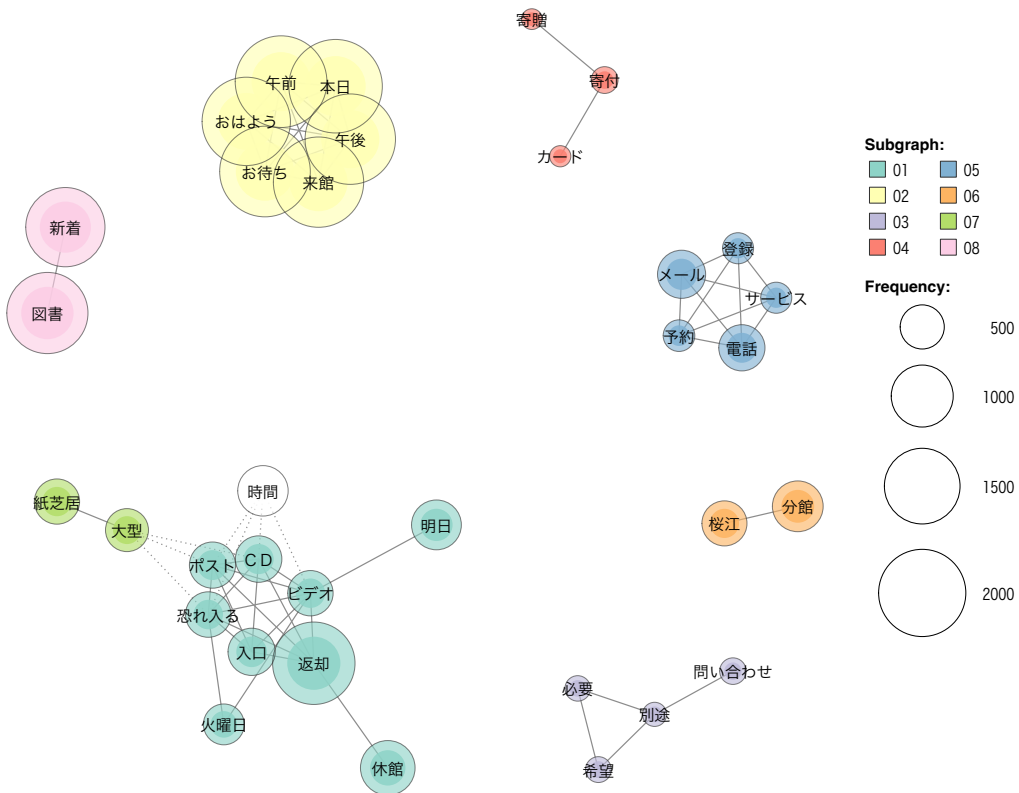 寄贈
寄付
カード
午前
本日
おはよう
午後
お待ち
来館
新着
図書
登録
メール
サービス
予約
電話
Subgraph:
01
05
02
06
03
07
04
08
Frequency:
500
1000
1500
2000
時間
紙芝居
大型
明日
ポスト
ＣＤ
ビデオ
恐れ入る
入口
返却
火曜日
休館
分館
桜江
問い合わせ
必要
別途
希望